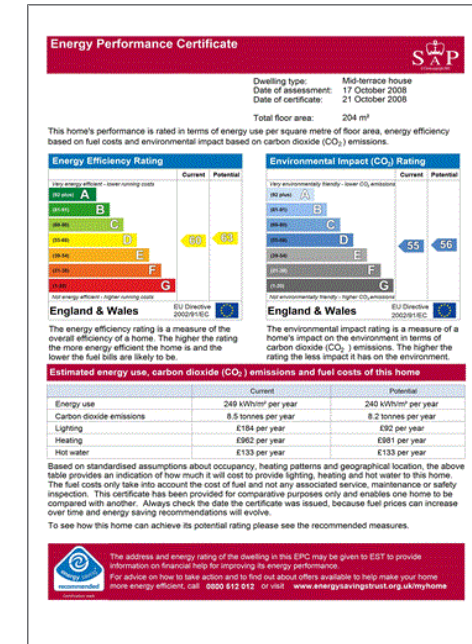 Energy Performance Certificate
SAP
Dwelling type: Mid-terrace house
Date of assessment: 17 October 2008
Date of certificate: 21 October 2008
Total floor area: 204 m²
This home's performance is rated in terms of energy use per square metre of floor area, energy efficiency
based on fuel costs and environmental impact based on carbon dioxide (CO₂) emissions.
Energy Efficiency Rating
Current Potential
Very energy efficient - lower running costs
(92 plus) A
(81-91) B
(69-80) C
(55-68) D
(39-54) E
(21-38) F
(1-20) G
60 63
Not energy efficient - higher running costs
England & Wales
EU Directive
2002/91/EC
Environmental Impact (CO₂) Rating
Current Potential
Very environmentally friendly - lower CO₂ emissions
(92 plus) A
(81-91) B
(69-80) C
(55-68) D
(39-54) E
(21-38) F
(1-20) G
55 56
Not environmentally friendly - higher CO₂ emissions
England & Wales
EU Directive
2002/91/EC
The energy efficiency rating is a measure of the
overall efficiency of a home. The higher the rating
the more energy efficient the home is and the
lower the fuel bills are likely to be.
The environmental impact rating is a measure of a
home's impact on the environment in terms of
carbon dioxide (CO₂ ) emissions. The higher the
rating the less impact it has on the environment.
Estimated energy use, carbon dioxide (CO₂ ) emissions and fuel costs of this home
Current Potential
Energy use 249 kWh/m² per year 240 kWh/m² per year
Carbon dioxide emissions 8.5 tonnes per year 8.2 tonnes per year
Lighting £184 per year £92 per year
Heating £962 per year £981 per year
Hot water £133 per year £133 per year
Based on standardised assumptions about occupancy, heating patterns and geographical location, the above
table provides an indication of how much it will cost to provide lighting, heating and hot water to this home.
The fuel costs only take into account the cost of fuel and not any associated service, maintenance or safety
inspection. This certificate has been provided for comparative purposes only and enables one home to be
compared with another. Always check the date the certificate was issued, because fuel prices can increase
over time and energy saving recommendations will evolve.
To see how this home can achieve its potential rating please see the recommended measures.
energy saving
recommended
Certification mark
The address and energy rating of the dwelling in this EPC may be given to EST to provide
information on financial help for improving its energy performance.
For advice on how to take action and to find out about offers available to help make your home
more energy efficient, call 0800 512 012 or visit www.energysavingstrust.org.uk/myhome